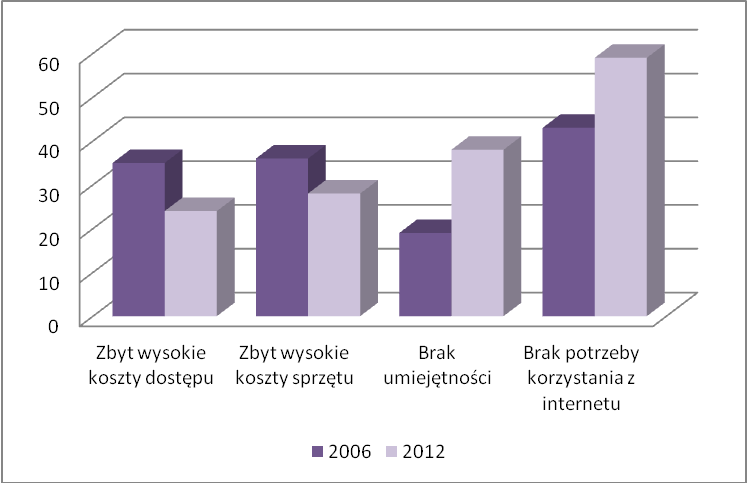 60
50
40
30
20
10
0
Zbyt wysokie
koszty dostępu
Zbyt wysokie
koszty sprzętu
Brak
umiejętności
Brak potrzeby
korzystania z
internetu
2006 2012